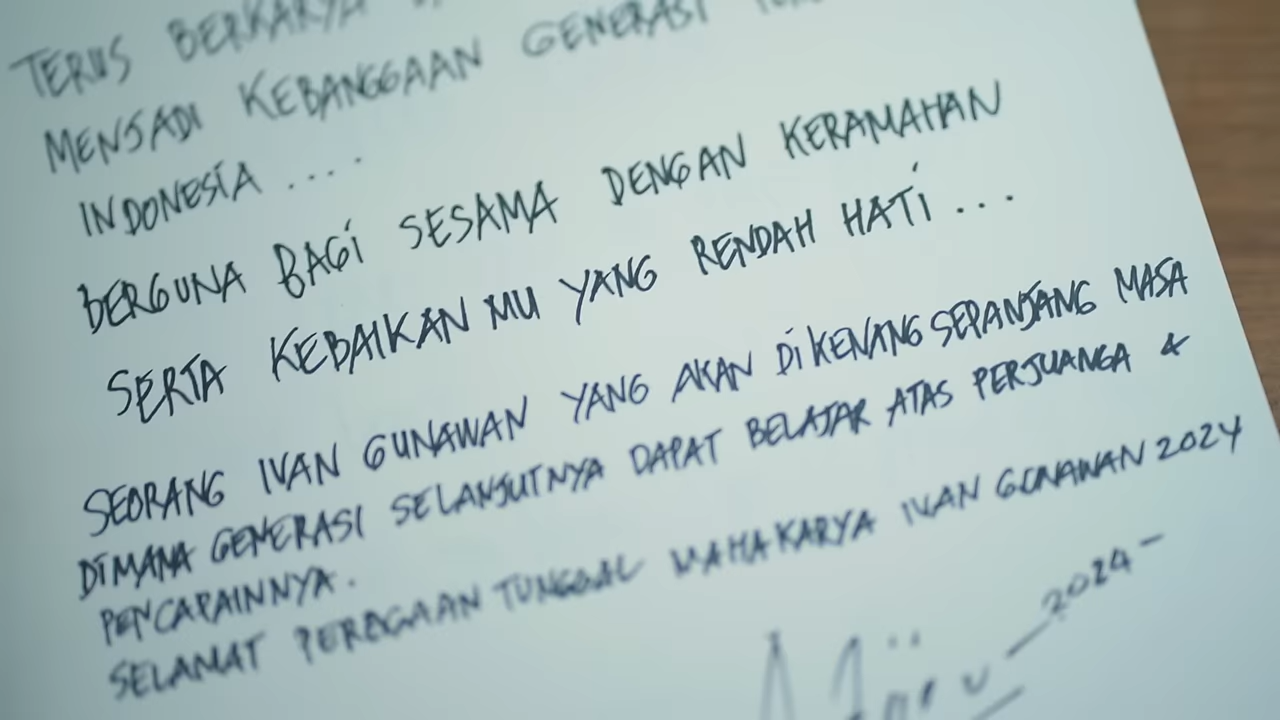 TERUS BERKARYA
MENJADI KEBANGGAAN GENERASI
INDONESIA ....
BERGUNA BAGI SESAMA DENGAN KERAMAHAN
SERTA KEBAIKAN MU YANG RENDAH HATI ...
SEORANG IVAN GUNAWAN YANG AKAN DI KENANG SEPANJANG MASA
DIMANA GENERASI SELANJUTNYA DAPAT BELAJAR ATAS PERJUANGA &
PENCAPAINNYA.
SELAMAT PERAGAAN TUNGGAL MAHAKARYA IVAN GUNAWAN 2024
- 2024 -